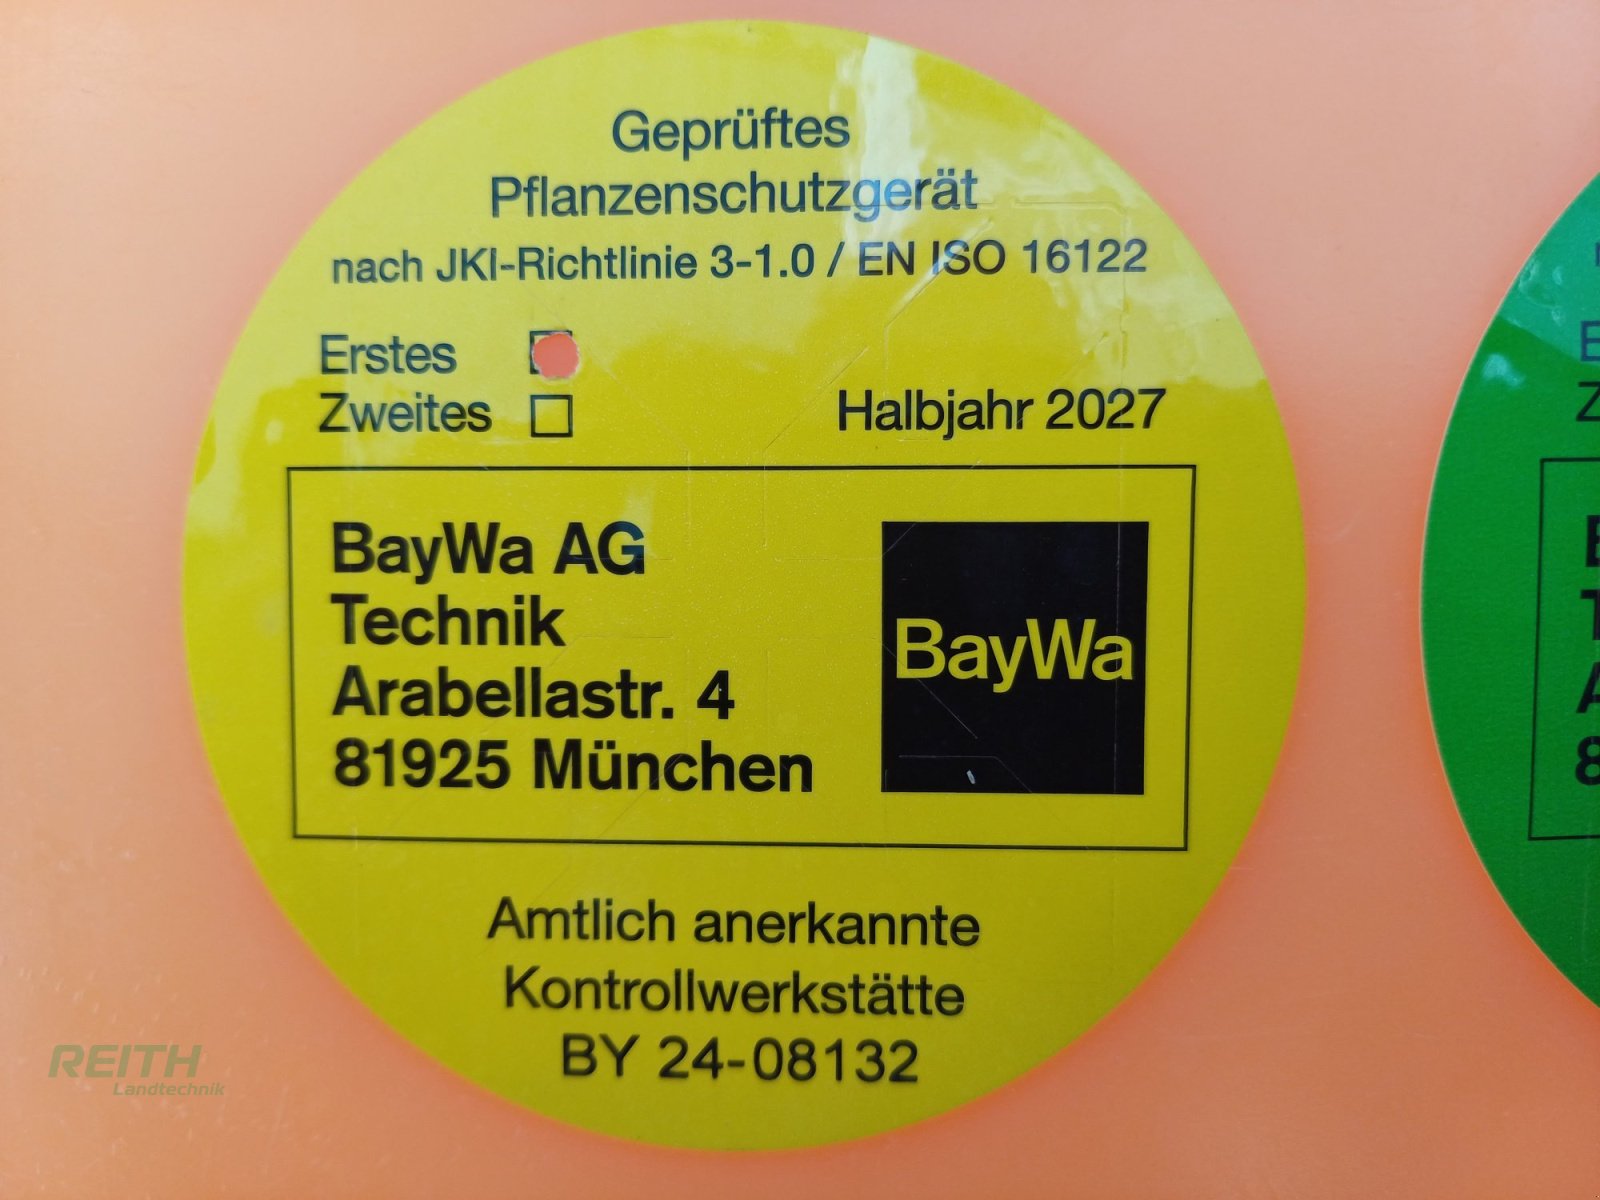 Geprüftes
Pflanzenschutzgerät
nach JKI-Richtlinie 3-1.0 / EN ISO 16122
Erstes
Zweites
Halbjahr 2027
BayWa AG
Technik
Arabellastr. 4
81925 München
BayWa
Amtlich anerkannte
Kontrollwerkstätte
BY 24-08132
REITH
Landtechnik